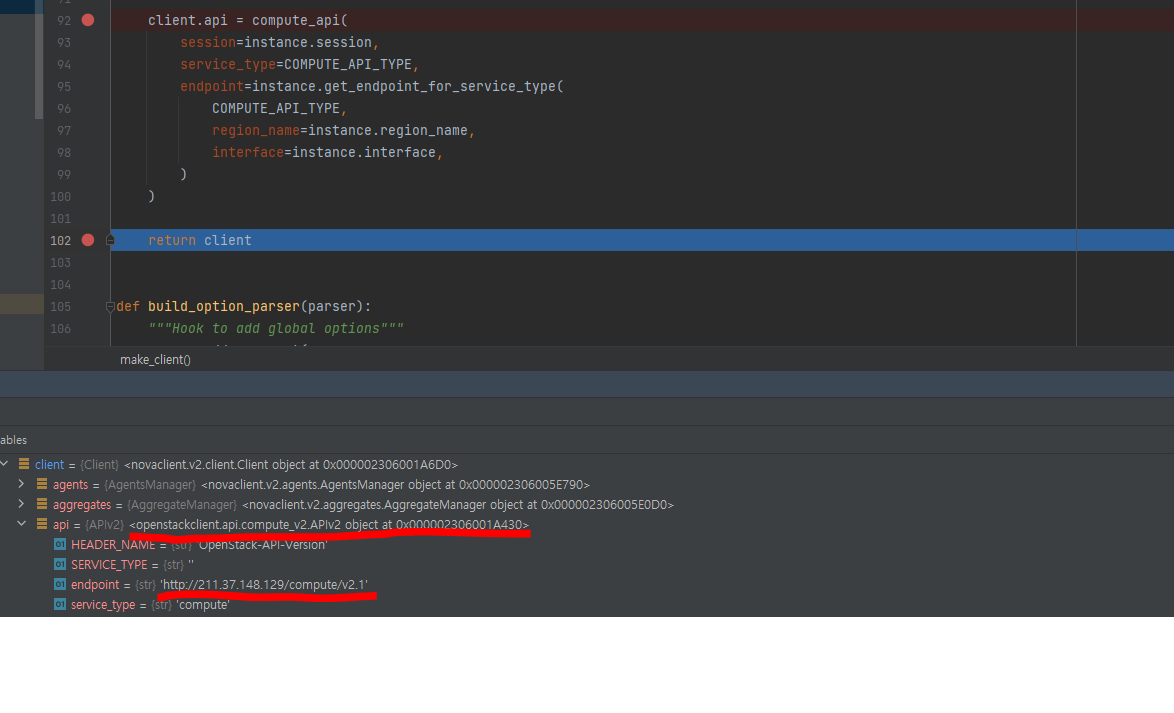 92 client.api = compute_api(
93 session=instance.session,
94 service_type=COMPUTE_API_TYPE,
95 endpoint=instance.get_endpoint_for_service_type(
96 COMPUTE_API_TYPE,
97 region_name=instance.region_name,
98 interface=instance.interface,
99 )
100 )
101
102 return client
103
104
105 def build_option_parser(parser):
106 """Hook to add global options"""
make_client()
ables
client = {Client} <novaclient.v2.client.Client object at 0x000002306001A6D0>
agents = {AgentsManager} <novaclient.v2.agents.AgentsManager object at 0x000002306005E790>
aggregates = {AggregateManager} <novaclient.v2.aggregates.AggregateManager object at 0x000002306005E0D0>
api = {APIv2} <openstackclient.api.compute_v2.APIv2 object at 0x000002306001A430>
01 HEADER_NAME = {str} 'OpenStack-API-Version'
01 SERVICE_TYPE = {str} ''
01 endpoint = {str} 'http://211.37.148.129/compute/v2.1'
01 service_type = {str} 'compute'